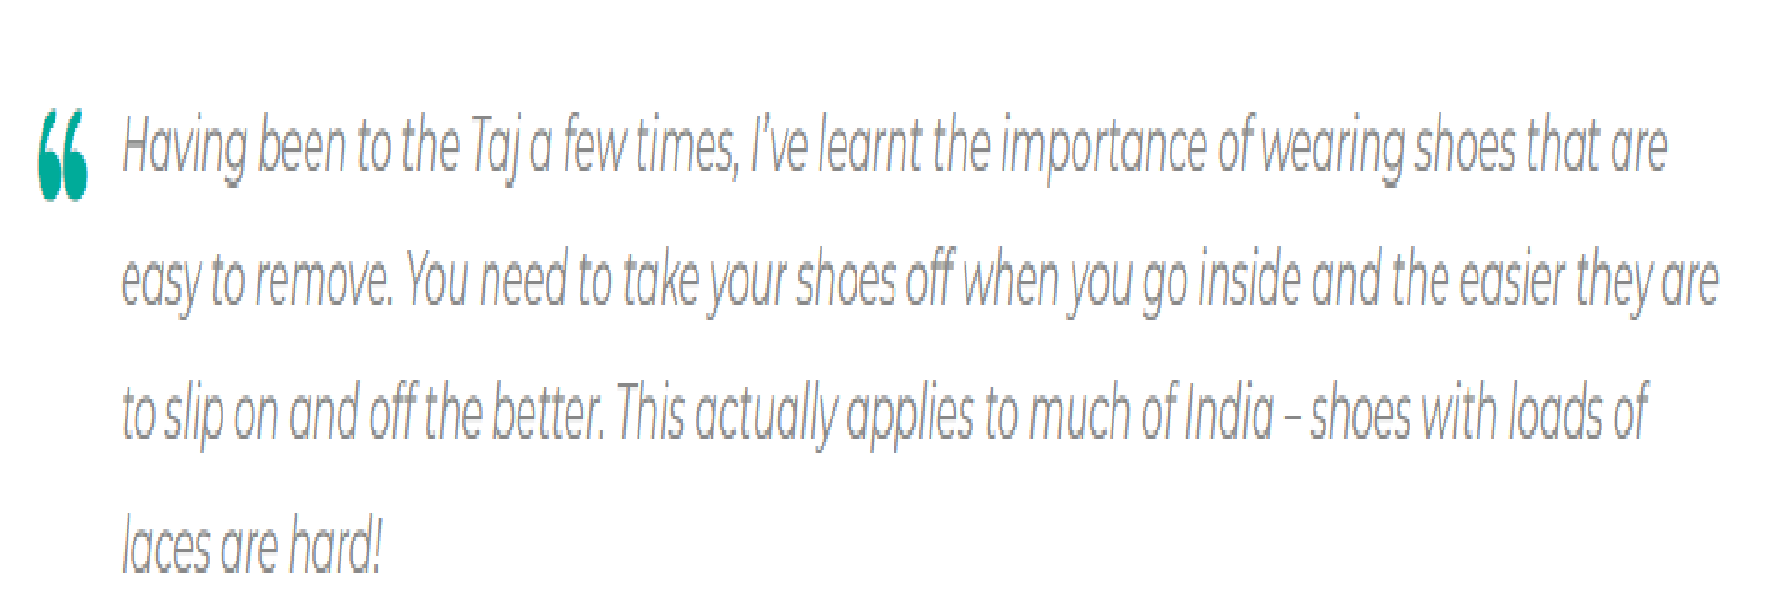 “ Having been to the Taj a few times, I've learnt the importance of wearing shoes that are
easy to remove. You need to take your shoes off when you go inside and the easier they are
to slip on and off the better. This actually applies to much of India – shoes with loads of
laces are hard!